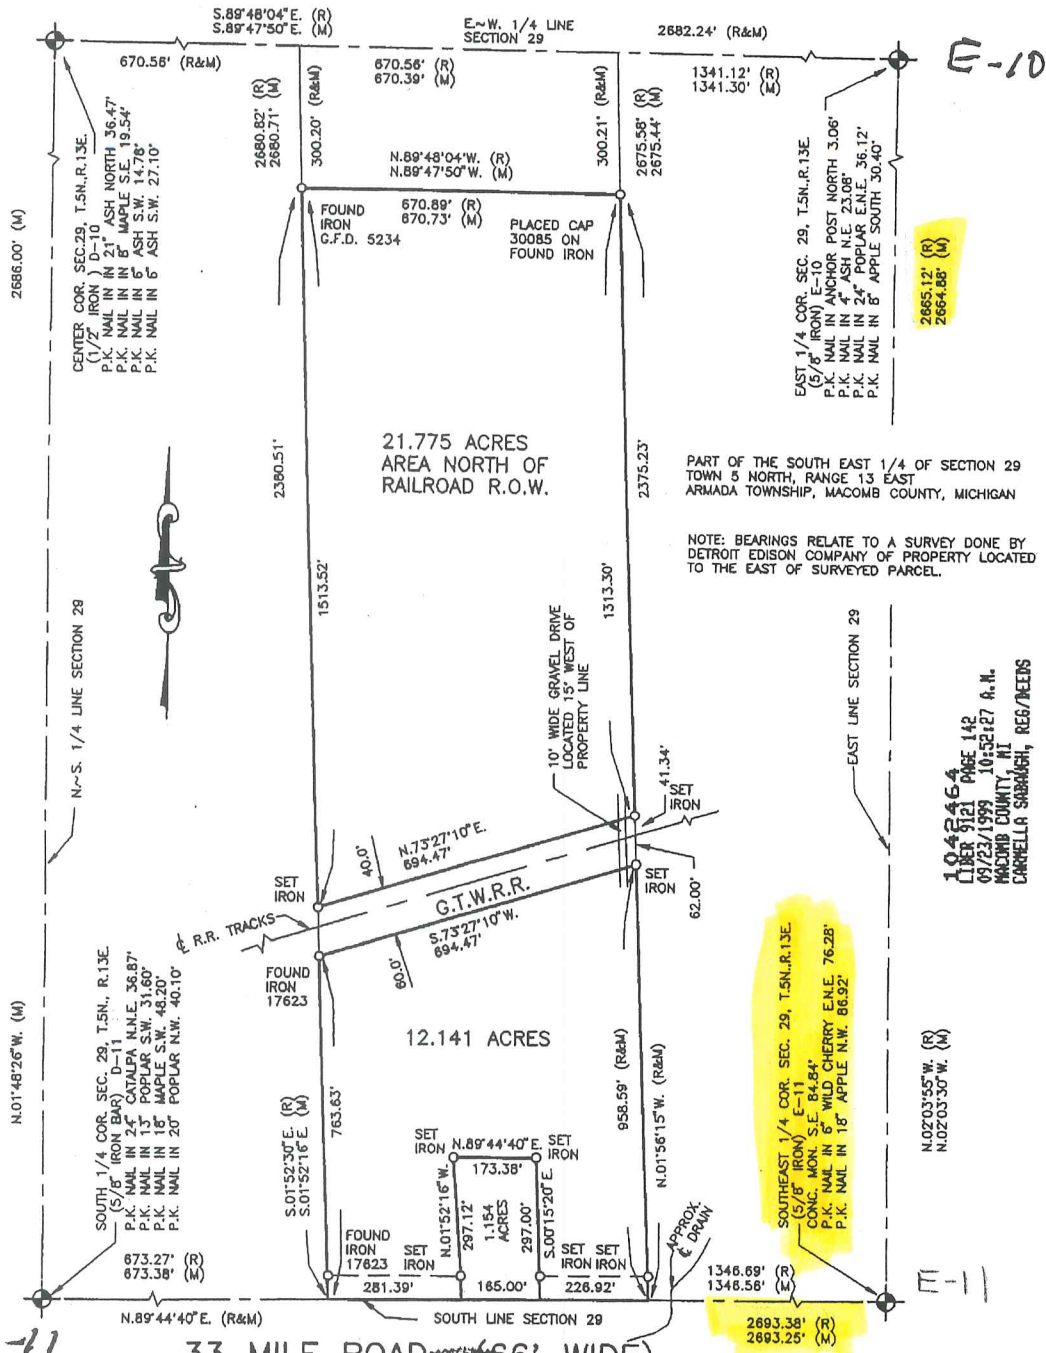 S.89°48'04"E. (R)
S.89°47'50"E. (M)
E.~W. 1/4 LINE
SECTION 29
2682.24' (R&M)
E-10
670.56' (R&M)
670.56' (R)
670.39' (M)
1341.12' (R)
1341.30' (M)
2680.82' (R)
2680.71' (M)
300.20' (R&M)
300.21' (R&M)
2675.58' (R)
2675.44' (M)
N.89°48'04"W. (R)
N.89°47'50"W. (M)
670.89' (R)
670.73' (M)
FOUND
IRON
G.F.D. 5234
PLACED CAP
30085 ON
FOUND IRON
2686.00' (M)
CENTER COR. SEC.29, T.5N.,R.13E.
(1/2" IRON ) D-10
P.K. NAIL IN IN 21" ASH NORTH 36.47'
P.K. NAIL IN 8" MAPLE S.E. 19.54'
P.K. NAIL IN 6" ASH S.W. 14.78'
P.K. NAIL IN 6" ASH S.W. 27.10'
EAST 1/4 COR. SEC. 29, T.5N.,R.13E.
(5/8" IRON) E-10
P.K. NAIL IN ANCHOR POST NORTH 3.06'
P.K. NAIL IN 4" ASH N.E. 23.08'
P.K. NAIL IN 24" POPLAR E.N.E. 36.12'
P.K. NAIL IN 8" APPLE SOUTH 30.40'
2665.12' (R)
2664.88' (M)
21.775 ACRES
AREA NORTH OF
RAILROAD R.O.W.
2380.51'
2375.23'
PART OF THE SOUTH EAST 1/4 OF SECTION 29
TOWN 5 NORTH, RANGE 13 EAST
ARMADA TOWNSHIP, MACOMB COUNTY, MICHIGAN
NOTE: BEARINGS RELATE TO A SURVEY DONE BY
DETROIT EDISON COMPANY OF PROPERTY LOCATED
TO THE EAST OF SURVEYED PARCEL.
1513.52'
1313.30'
N.~S. 1/4 LINE SECTION 29
10' WIDE GRAVEL DRIVE
LOCATED 15' WEST OF
PROPERTY LINE
EAST LINE SECTION 29
1042464
LIBER 9121 PAGE 142
09/23/1999 10:52:27 A.M.
MACOMB COUNTY, MI
CARMELLA SABAUGH, REG/DEEDS
41.34'
SET
IRON
N.73°27'10"E.
694.47'
40.0'
SET
IRON
G.T.W.R.R.
SET
IRON
62.00'
℄ R.R. TRACKS
S.73°27'10"W.
694.47'
60.0'
FOUND
IRON
17623
12.141 ACRES
N.01°48'26"W. (M)
SOUTH 1/4 COR. SEC. 29, T.5N., R.13E.
(5/8" IRON BAR) D-11
P.K. NAIL IN 24" CATALPA N.N.E. 36.87'
P.K. NAIL IN 13" POPLAR S.W. 31.60'
P.K. NAIL IN 18" MAPLE S.W. 48.20'
P.K. NAIL IN 20" POPLAR N.W. 40.10'
S.01°52'30"E. (R)
S.01°52'16"E (M)
763.63'
958.59' (R&M)
N.01°56'15"W. (R&M)
SOUTHEAST 1/4 COR. SEC. 29, T.5N.,R.13E.
(5/8" IRON) E-11
CONC. MON. S.E. 84.84'
P.K. NAIL IN 6" WILD CHERRY E.N.E. 76.28'
P.K. NAIL IN 18" APPLE N.W. 86.92'
N.02°03'55"W. (R)
N.02°03'30"W. (M)
SET
IRON
N.89°44'40"E.
173.38'
SET
IRON
N.01°52'16"W.
297.12'
1.154
ACRES
297.00'
S.00°15'20"E.
APPROX.
℄ DRAIN
FOUND
IRON
17623
SET
IRON
SET
IRON
SET
IRON
673.27' (R)
673.38' (M)
281.39'
165.00'
226.92'
1346.69' (R)
1346.56' (M)
E-11
N.89°44'40"E. (R&M)
SOUTH LINE SECTION 29
2693.38' (R)
2693.25' (M)
-11
33 MILE ROAD (66' WIDE)